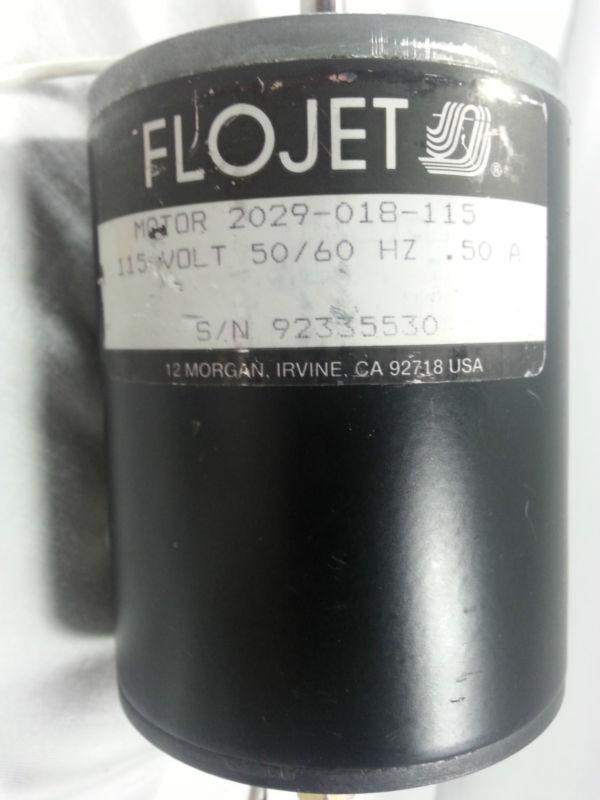 FLOJET ®
MOTOR 2029-018-115
115 VOLT 50/60 HZ .50 A
S/N 92335530
12 MORGAN, IRVINE, CA 92718 USA